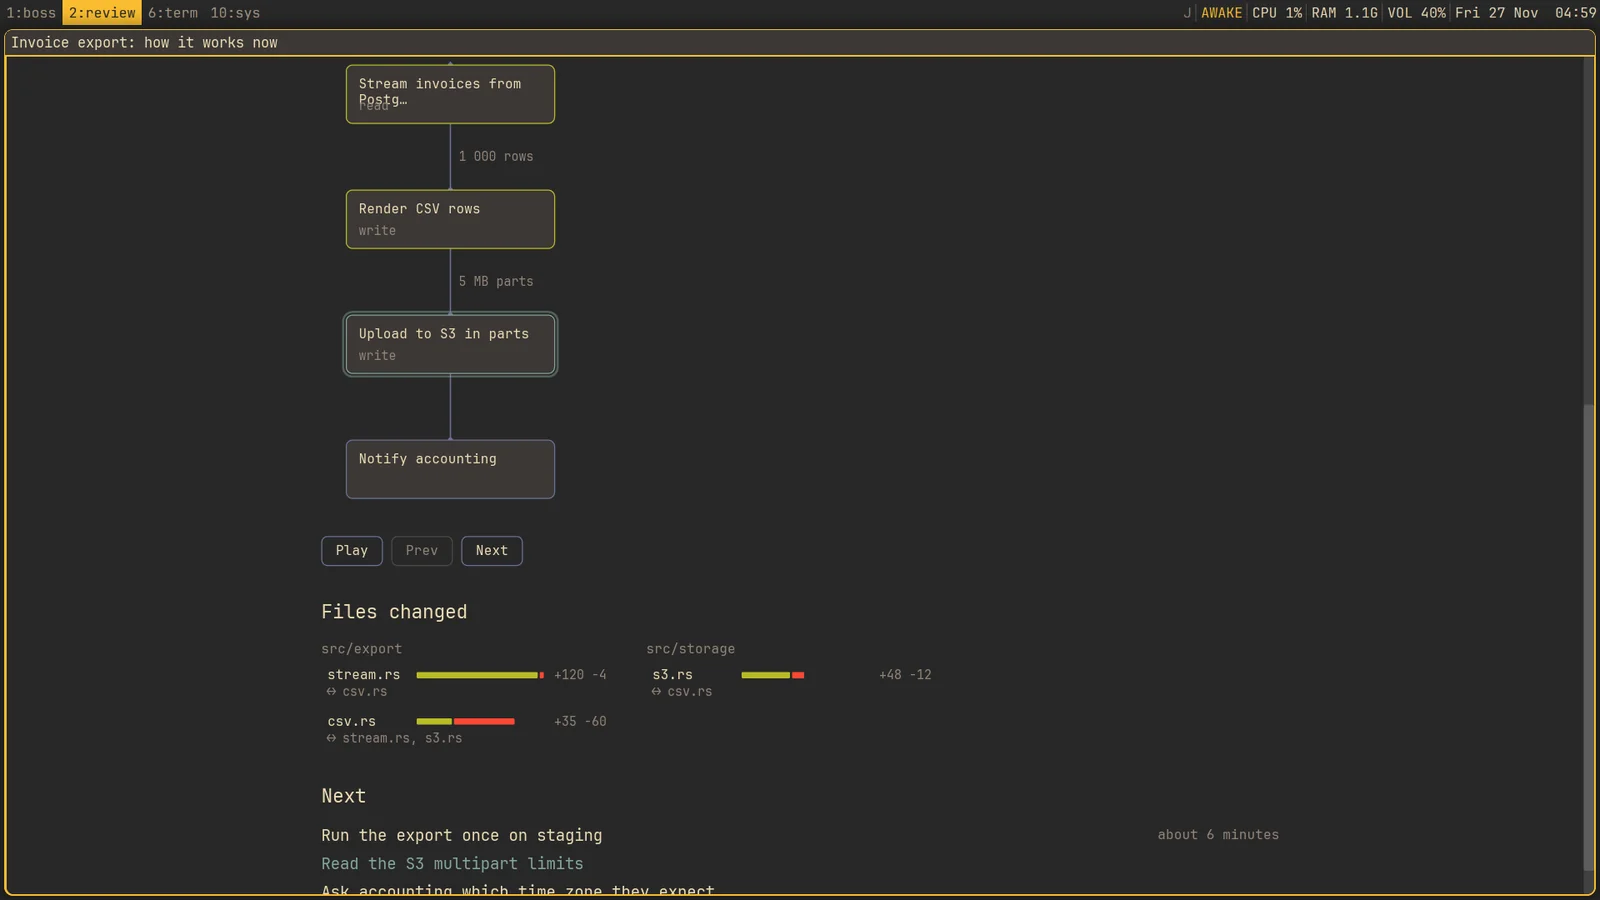 1:boss 2:review 6:term 10:sys
J AWAKE CPU 1% RAM 1.1G VOL 40% Fri 27 Nov 04:59
Invoice export: how it works now
Stream invoices from
Postg…
read
1 000 rows
Render CSV rows
write
5 MB parts
Upload to S3 in parts
write
Notify accounting
Play Prev Next
Files changed
src/export
stream.rs +120 -4
↔ csv.rs
csv.rs +35 -60
↔ stream.rs, s3.rs
src/storage
s3.rs +48 -12
↔ csv.rs
Next
Run the export once on staging about 6 minutes
Read the S3 multipart limits
Ask accounting which time zone they expect